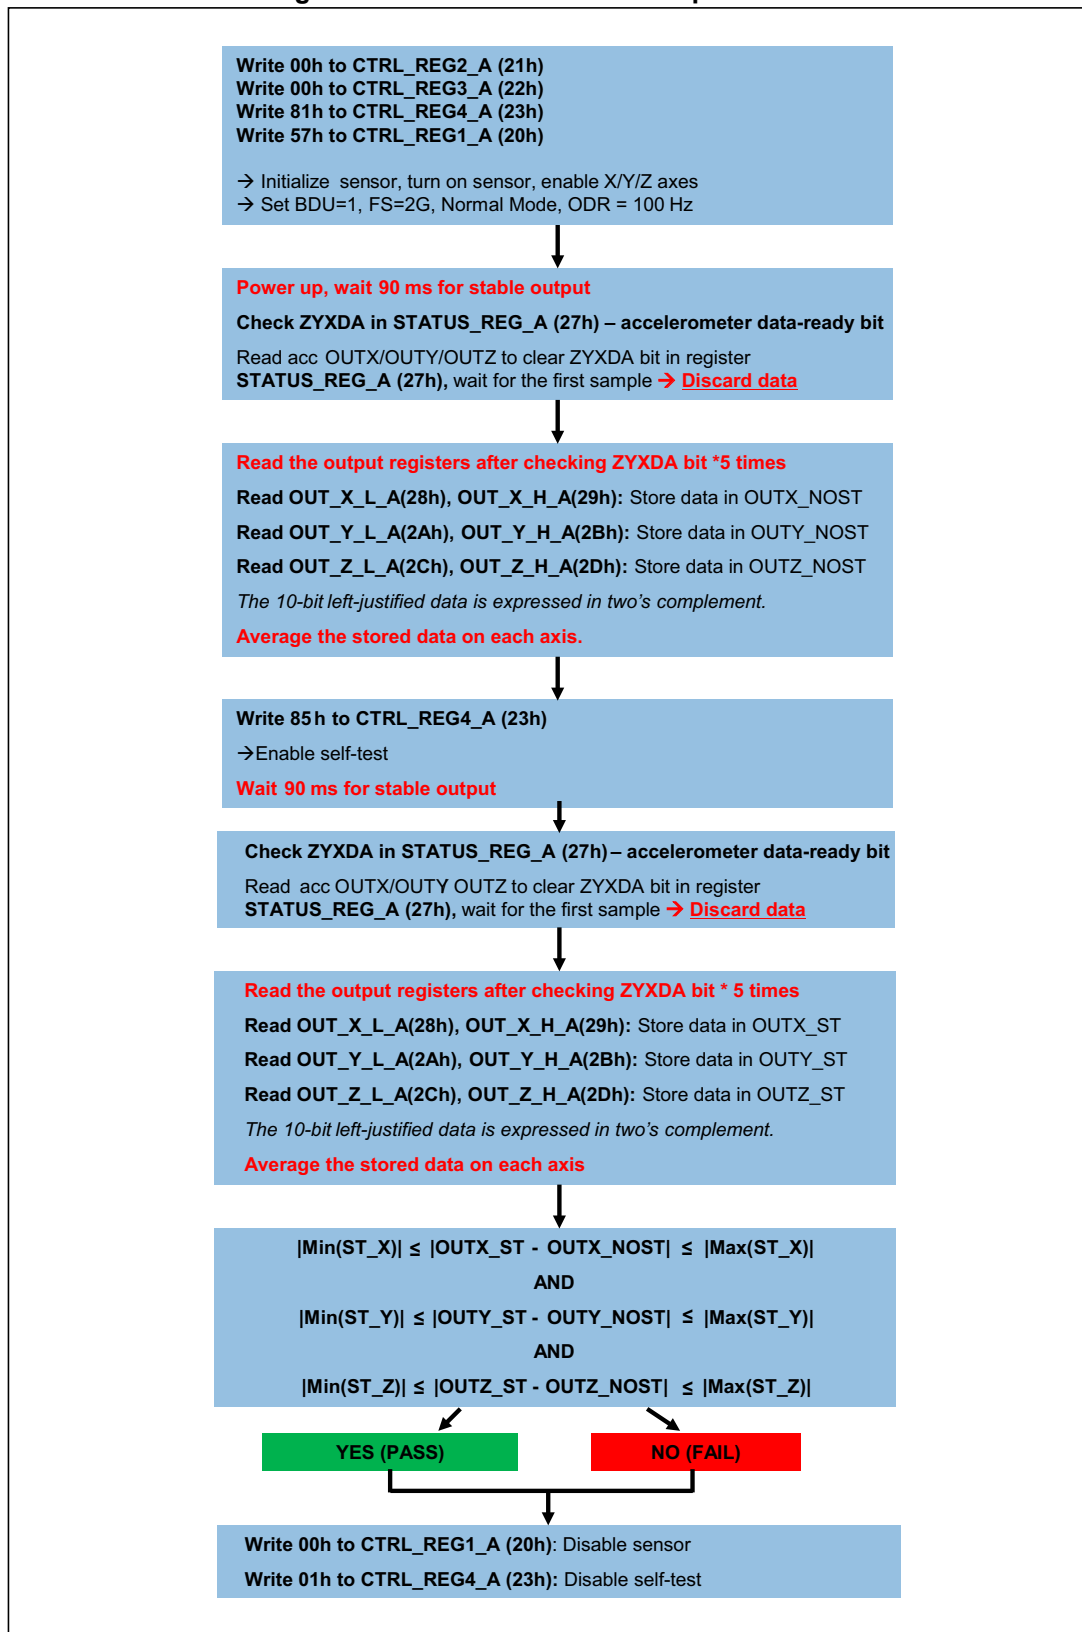 Write 00h to CTRL_REG2_A (21h)
Write 00h to CTRL_REG3_A (22h)
Write 81h to CTRL_REG4_A (23h)
Write 57h to CTRL_REG1_A (20h)
→ Initialize sensor, turn on sensor, enable X/Y/Z axes
→ Set BDU=1, FS=2G, Normal Mode, ODR = 100 Hz
Power up, wait 90 ms for stable output
Check ZYXDA in STATUS_REG_A (27h) – accelerometer data-ready bit
Read acc OUTX/OUTY/OUTZ to clear ZYXDA bit in register
STATUS_REG_A (27h), wait for the first sample → Discard data
Read the output registers after checking ZYXDA bit *5 times
Read OUT_X_L_A(28h), OUT_X_H_A(29h): Store data in OUTX_NOST
Read OUT_Y_L_A(2Ah), OUT_Y_H_A(2Bh): Store data in OUTY_NOST
Read OUT_Z_L_A(2Ch), OUT_Z_H_A(2Dh): Store data in OUTZ_NOST
The 10-bit left-justified data is expressed in two’s complement.
Average the stored data on each axis.
Write 85h to CTRL_REG4_A (23h)
→Enable self-test
Wait 90 ms for stable output
Check ZYXDA in STATUS_REG_A (27h) – accelerometer data-ready bit
Read acc OUTX/OUTY OUTZ to clear ZYXDA bit in register
STATUS_REG_A (27h), wait for the first sample → Discard data
Read the output registers after checking ZYXDA bit * 5 times
Read OUT_X_L_A(28h), OUT_X_H_A(29h): Store data in OUTX_ST
Read OUT_Y_L_A(2Ah), OUT_Y_H_A(2Bh): Store data in OUTY_ST
Read OUT_Z_L_A(2Ch), OUT_Z_H_A(2Dh): Store data in OUTZ_ST
The 10-bit left-justified data is expressed in two’s complement.
Average the stored data on each axis
|Min(ST_X)| ≤ |OUTX_ST - OUTX_NOST| ≤ |Max(ST_X)|
AND
|Min(ST_Y)| ≤ |OUTY_ST - OUTY_NOST| ≤ |Max(ST_Y)|
AND
|Min(ST_Z)| ≤ |OUTZ_ST - OUTZ_NOST| ≤ |Max(ST_Z)|
YES (PASS) NO (FAIL)
Write 00h to CTRL_REG1_A (20h): Disable sensor
Write 01h to CTRL_REG4_A (23h): Disable self-test